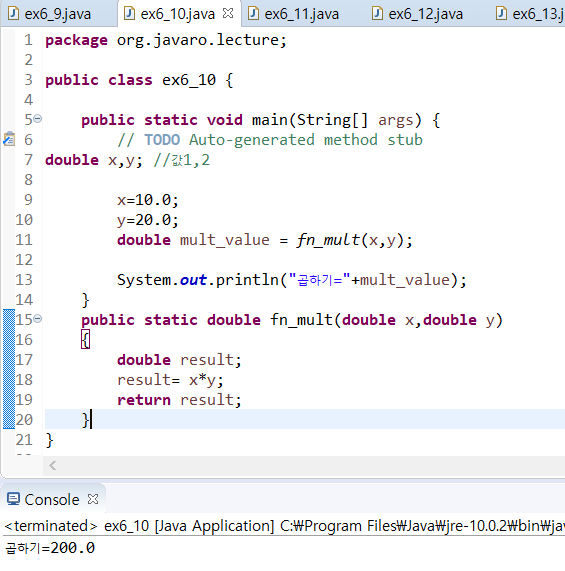 ex6_9.java ex6_10.java ex6_11.java ex6_12.java ex6_13.j
1 package org.javaro.lecture;
2
3 public class ex6_10 {
4
5 public static void main(String[] args) {
6 // TODO Auto-generated method stub
7 double x,y; //값1,2
8
9 x=10.0;
10 y=20.0;
11 double mult_value = fn_mult(x,y);
12
13 System.out.println("곱하기="+mult_value);
14 }
15 public static double fn_mult(double x,double y)
16 {
17 double result;
18 result= x*y;
19 return result;
20 }
21 }
Console
<terminated> ex6_10 [Java Application] C:₩Program Files₩Java₩jre-10.0.2₩bin₩jav
곱하기=200.0